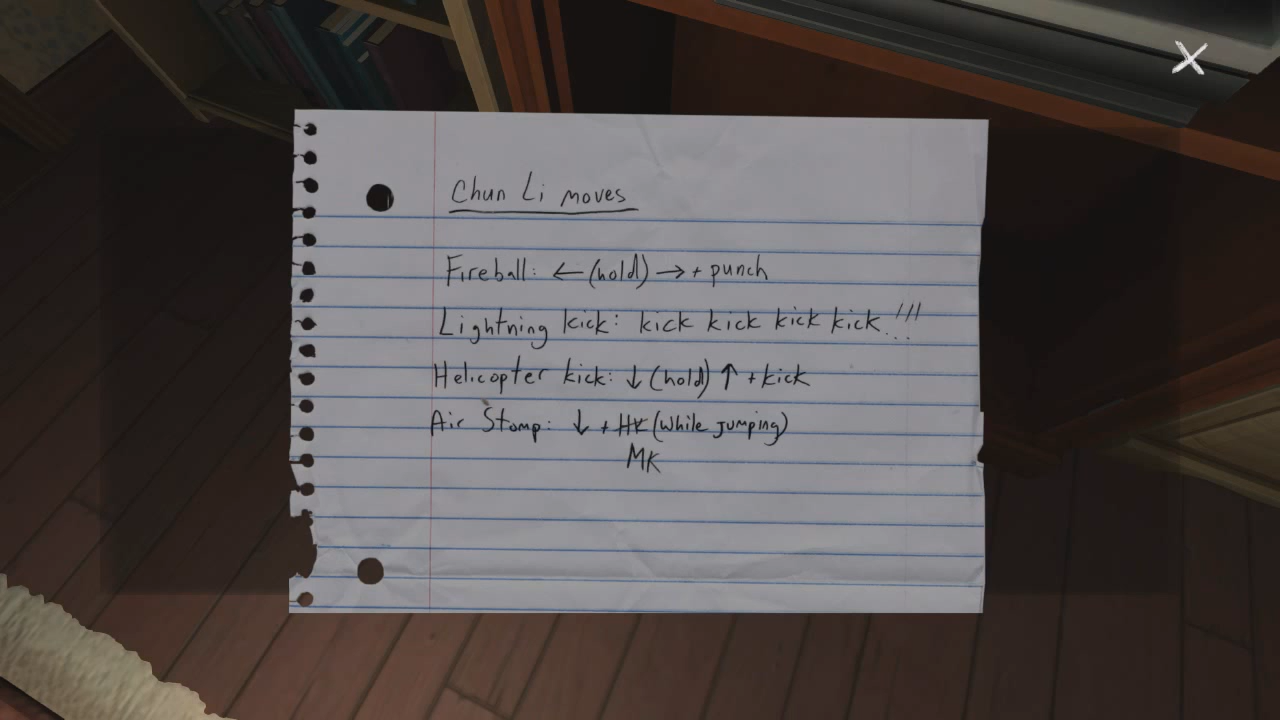 Chun Li moves
Fireball: ← (hold) → + punch
Lightning kick: kick kick kick kick...!!!
Helicopter kick: ↓ (hold) ↑ + kick
Air Stomp: ↓ + HK (while jumping)
MK